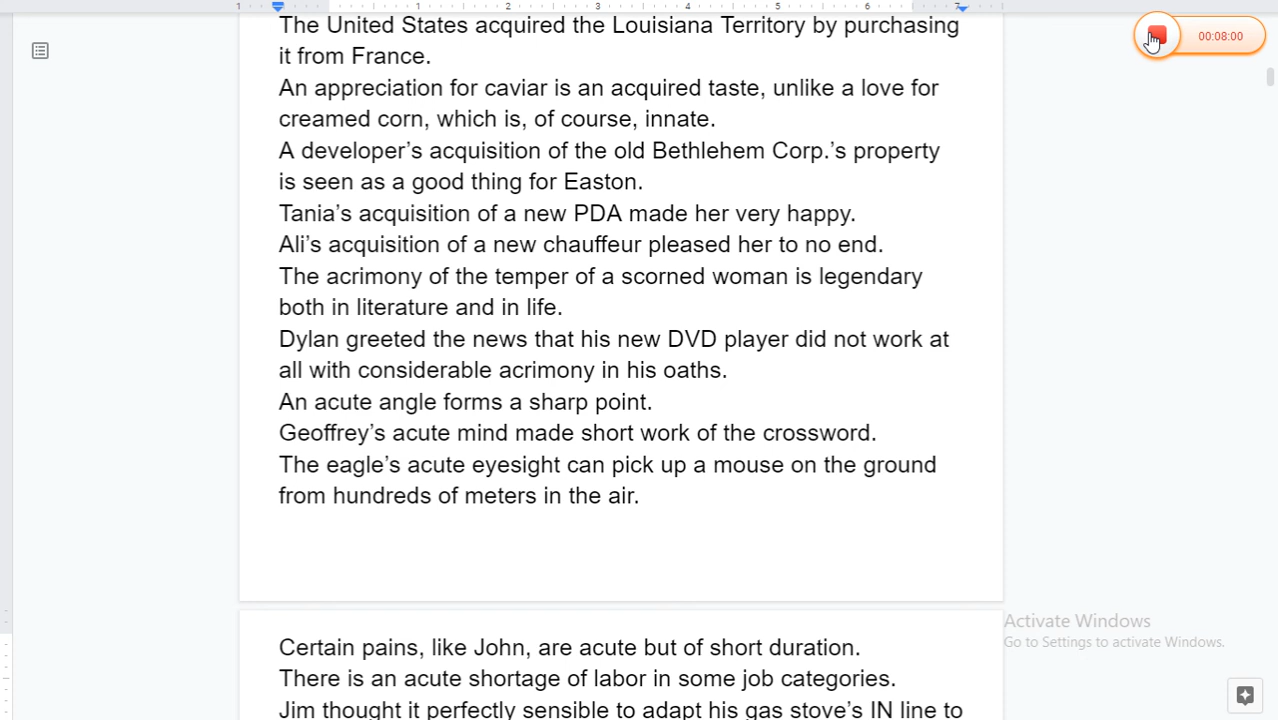 1 1 2 3 4 5 6 7
The United States acquired the Louisiana Territory by purchasing
it from France.
00:08:00
An appreciation for caviar is an acquired taste, unlike a love for
creamed corn, which is, of course, innate.
A developer’s acquisition of the old Bethlehem Corp.’s property
is seen as a good thing for Easton.
Tania’s acquisition of a new PDA made her very happy.
Ali’s acquisition of a new chauffeur pleased her to no end.
The acrimony of the temper of a scorned woman is legendary
both in literature and in life.
Dylan greeted the news that his new DVD player did not work at
all with considerable acrimony in his oaths.
An acute angle forms a sharp point.
Geoffrey’s acute mind made short work of the crossword.
The eagle’s acute eyesight can pick up a mouse on the ground
from hundreds of meters in the air.
Activate Windows
Go to Settings to activate Windows.
Certain pains, like John, are acute but of short duration.
There is an acute shortage of labor in some job categories.
Jim thought it perfectly sensible to adapt his gas stove’s IN line to